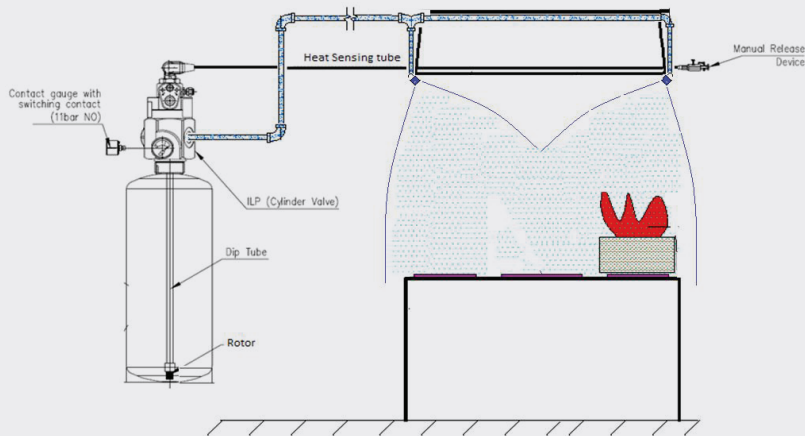 Heat Sensing tube
Manual Release
Device
Contact gauge with
switching contact
(11bar NO)
ILP (Cylinder Valve)
Dip Tube
Rotor